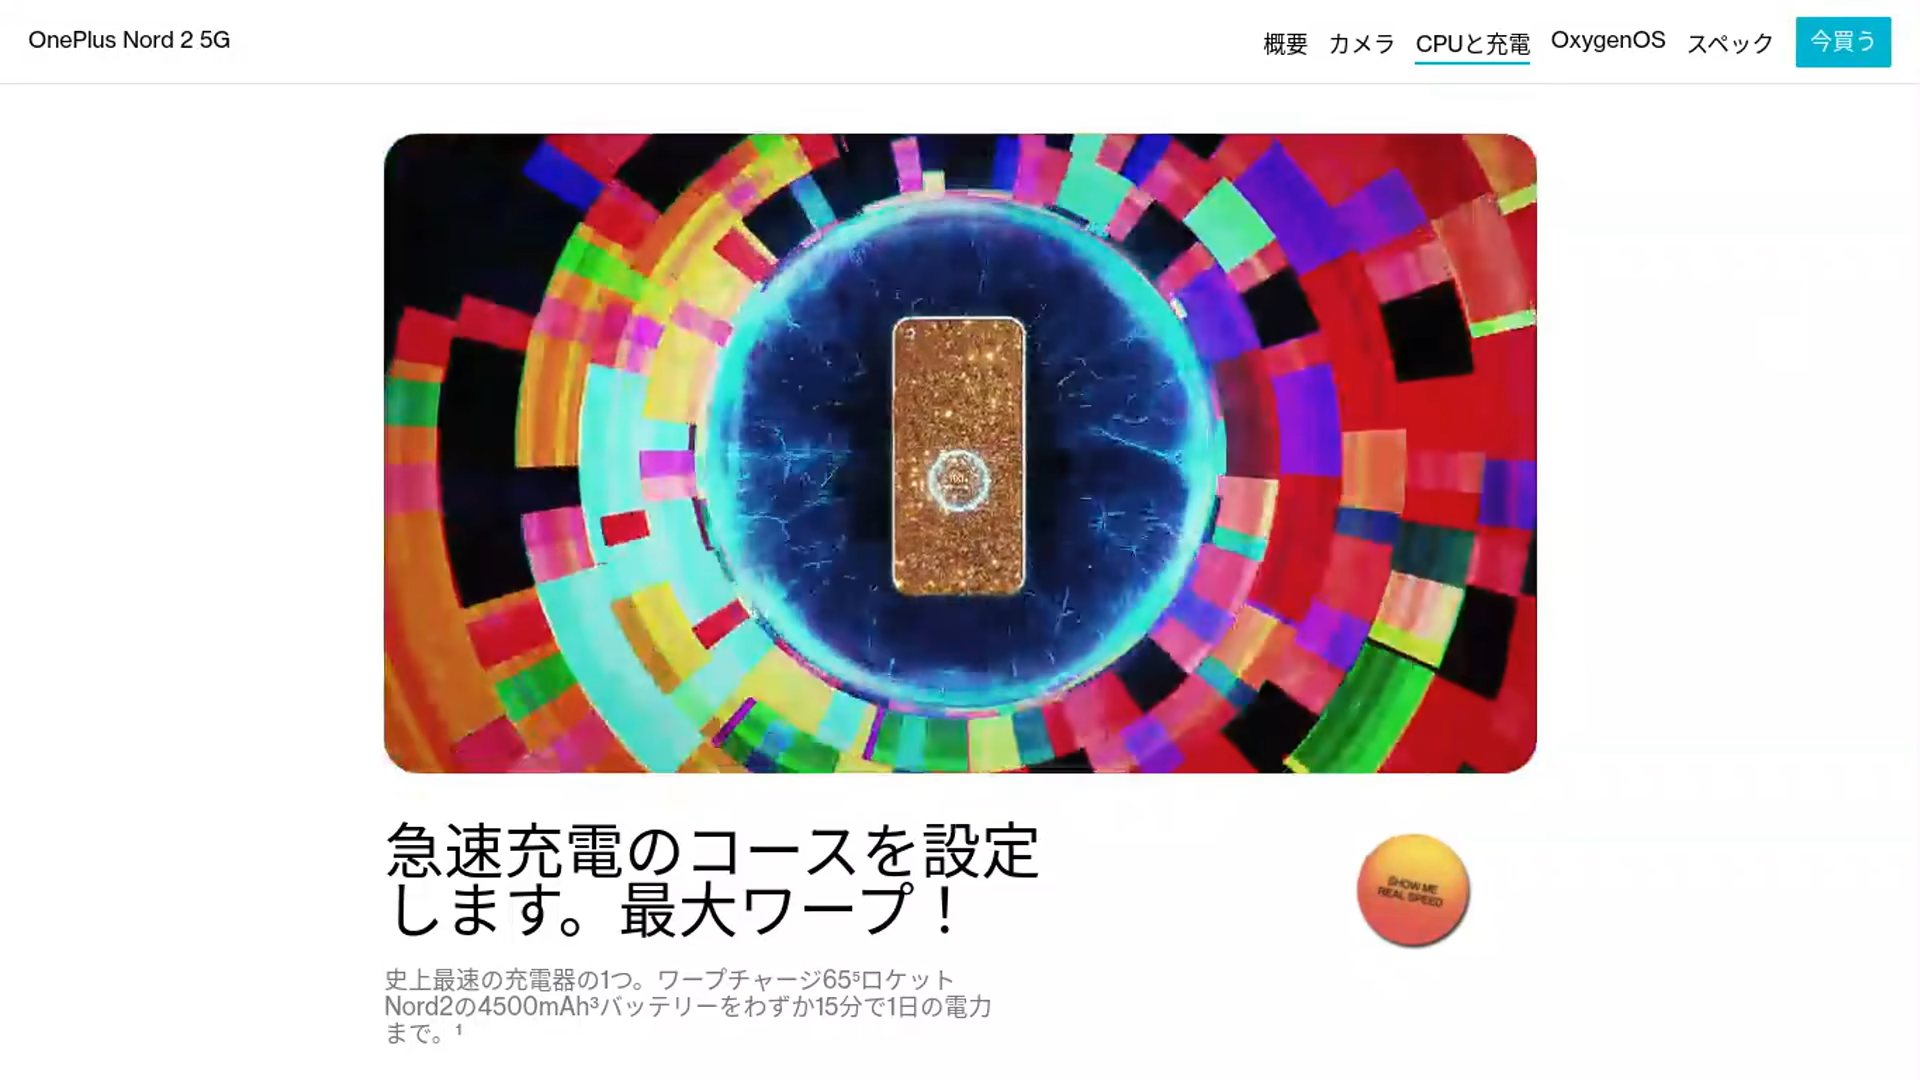 OnePlus Nord 2 5G
概要 カメラ CPUと充電 OxygenOS スペック 今買う
急速充電のコースを設定
します。最大ワープ！
SHOW ME
REAL SPEED
史上最速の充電器の1つ。ワープチャージ65⁵ロケット
Nord2の4500mAh³バッテリーをわずか15分で1日の電力
まで。¹